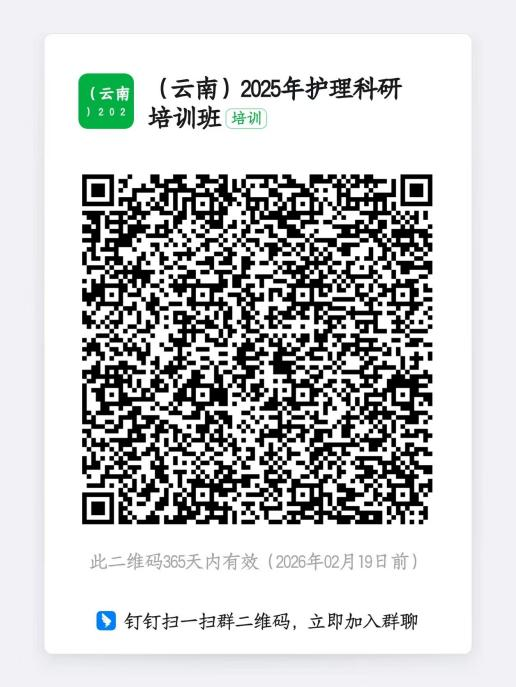 （云南
）202
（云南）2025年护理科研
培训班 培训
此二维码365天内有效（2026年02月19日前）
钉钉扫一扫群二维码，立即加入群聊